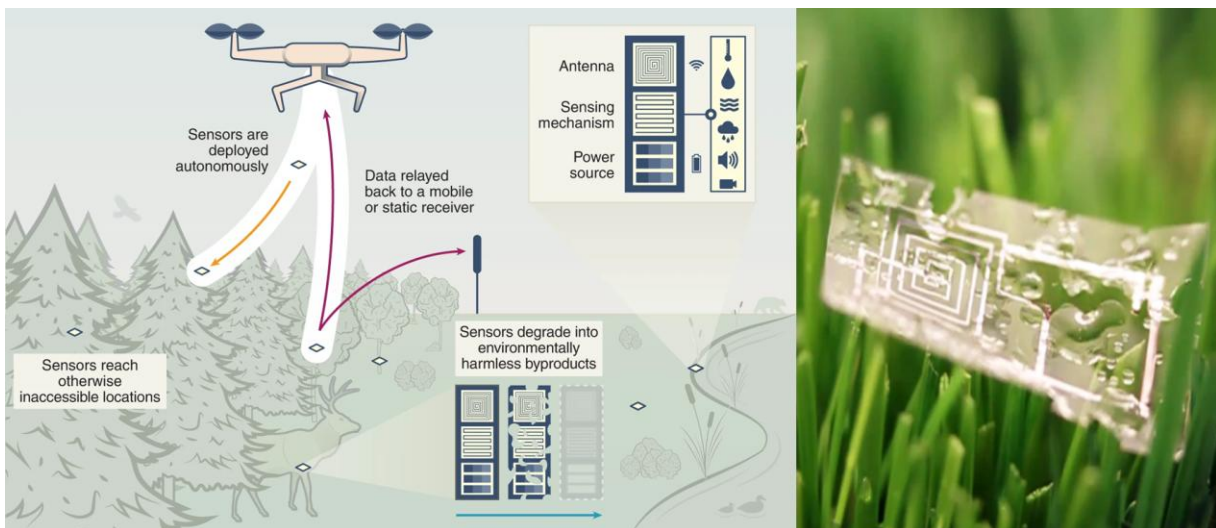 Sensors are
deployed
autonomously
Data relayed
back to a mobile
or static receiver
Antenna
Sensing
mechanism
Power
source
Sensors reach
otherwise
inaccessible locations
Sensors degrade into
environmentally
harmless byproducts